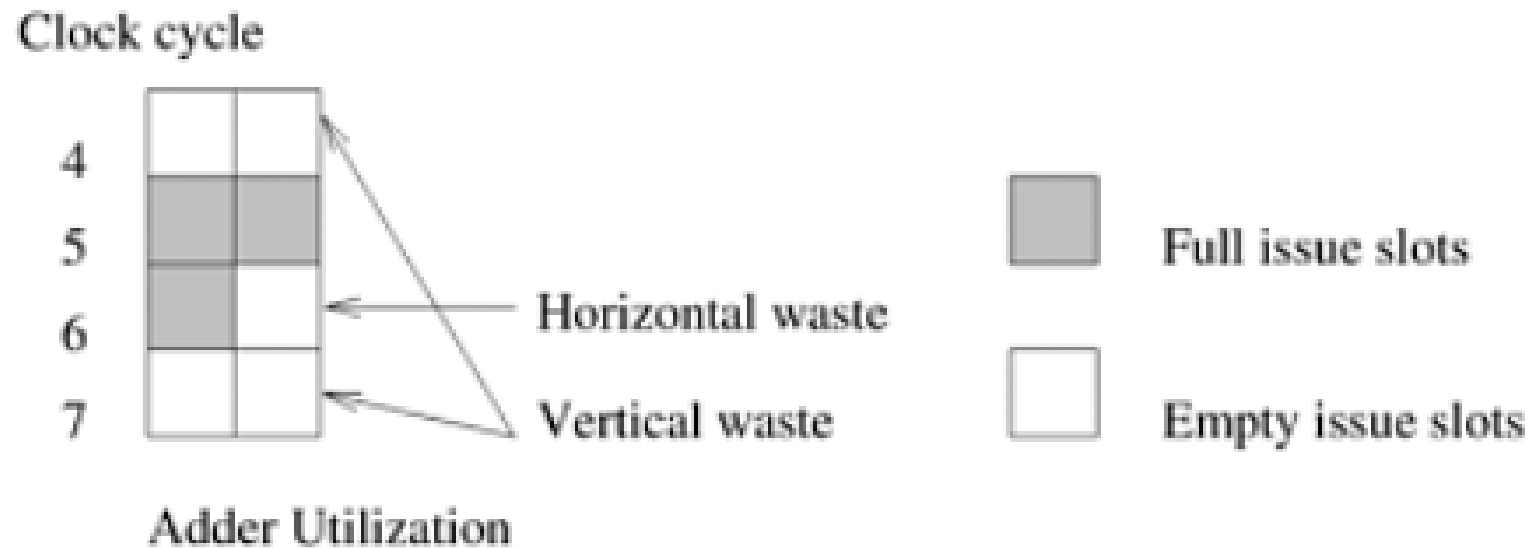 Clock cycle
4
5
6
7
Horizontal waste
Vertical waste
Full issue slots
Empty issue slots
Adder Utilization